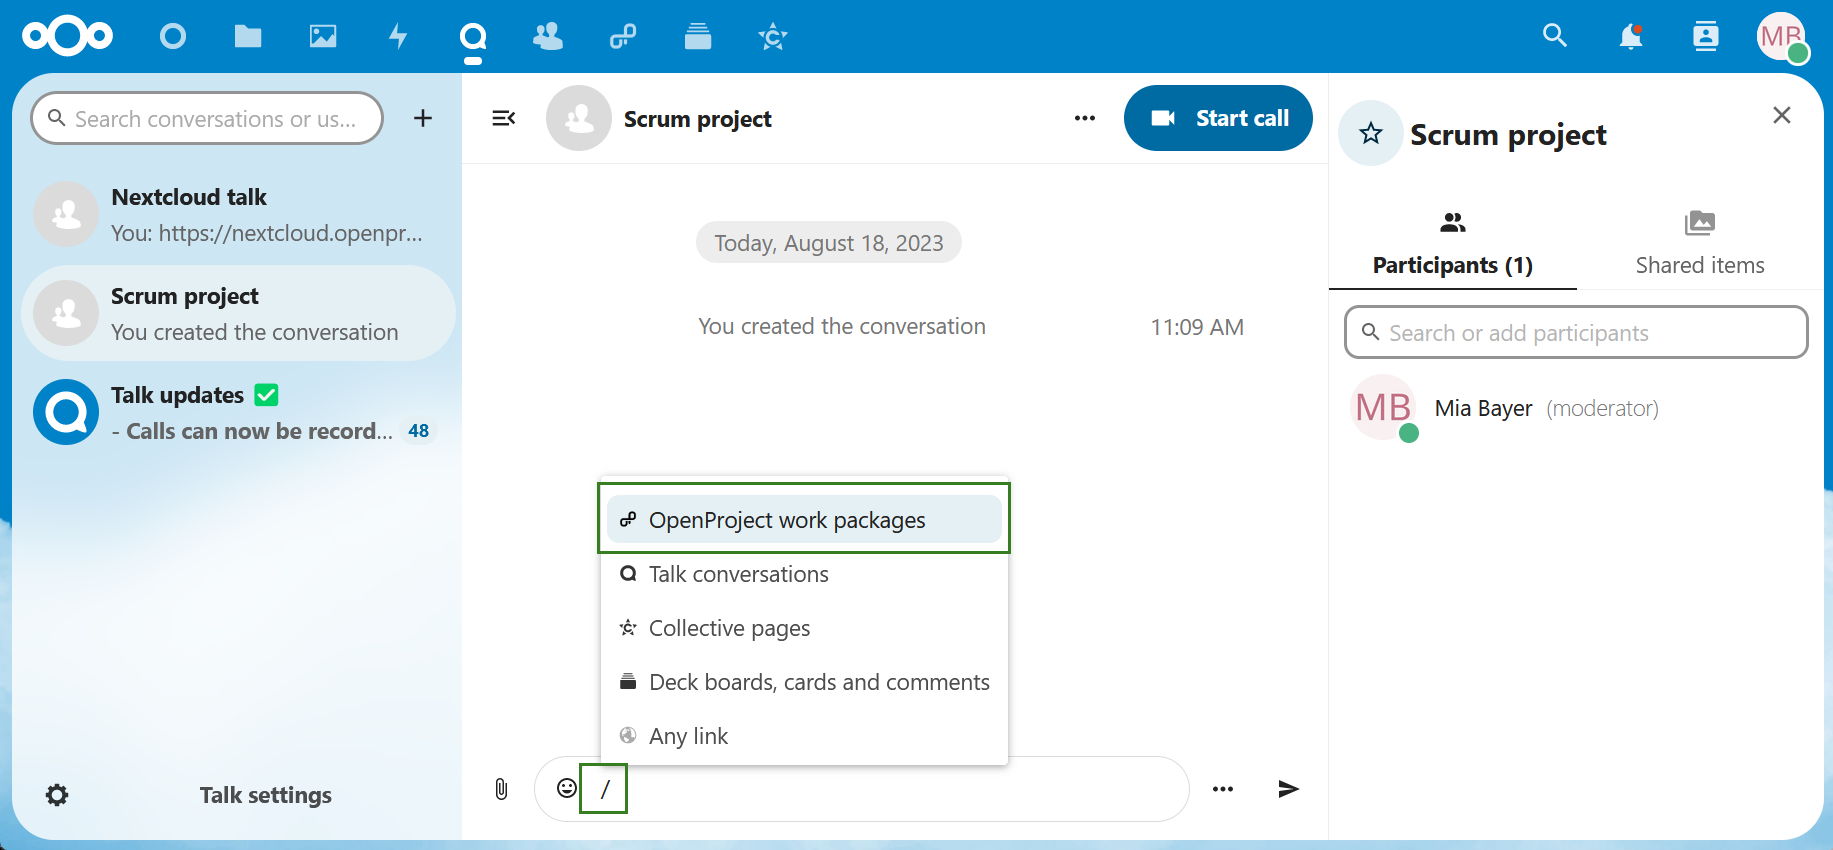 MB
Search conversations or us...
Nextcloud talk
You: https://nextcloud.openpr...
Scrum project
You created the conversation
Talk updates ✅
- Calls can now be record... 48
Talk settings
Scrum project
Start call
Today, August 18, 2023
You created the conversation 11:09 AM
OpenProject work packages
Talk conversations
Collective pages
Deck boards, cards and comments
Any link
/
Scrum project
Participants (1)
Shared items
Search or add participants
MB Mia Bayer (moderator)